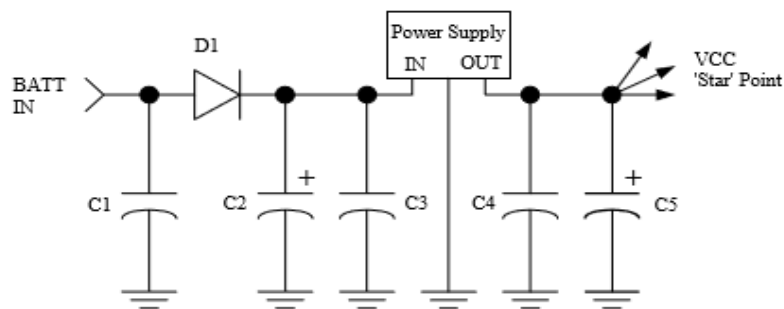 D1
Power Supply
IN OUT
BATT
IN
VCC
'Star' Point
+
+
C1
C2
C3
C4
C5